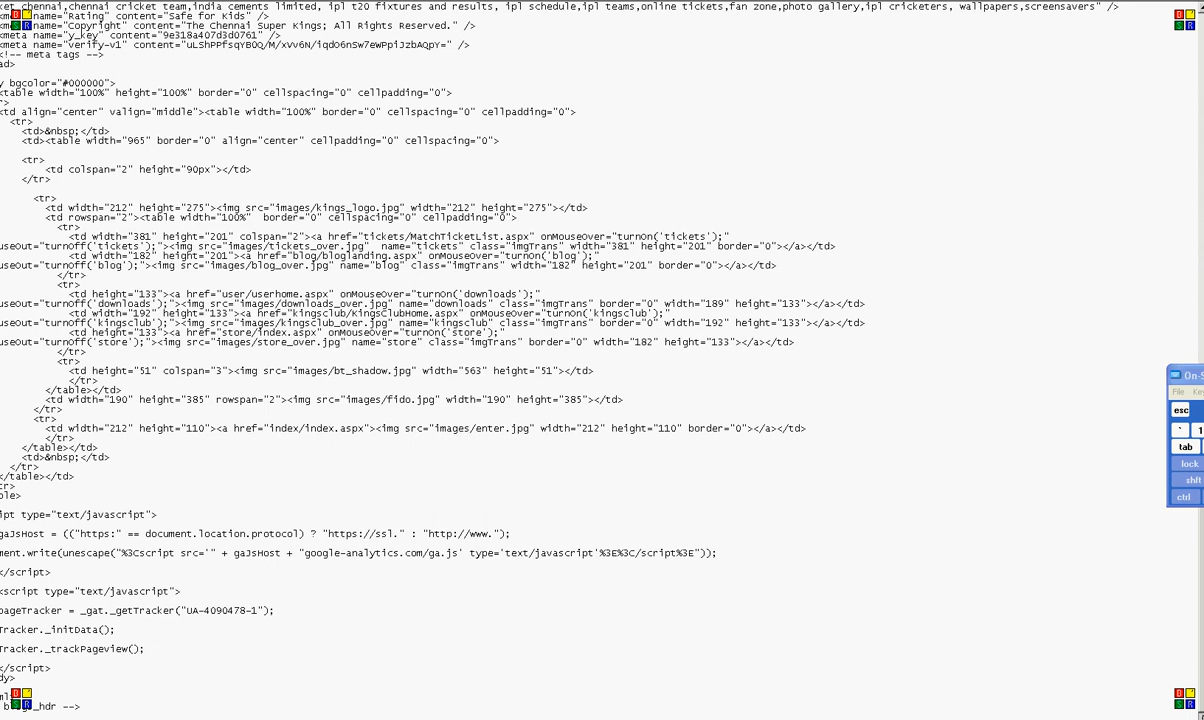 ket chennai,chennai cricket team,india cements limited, ipl t20 fixtures and results, ipl schedule,ipl teams,online tickets,fan zone,photo gallery,ipl cricketers, wallpapers,screensavers" />
name="Rating" content="Safe for Kids" />
name="Copyright" content="The Chennai Super Kings; All Rights Reserved." />
<meta name="y_key" content="9e318a407d3d0761" />
<meta name="verify-v1" content="uLShPPfsqYB0Q/M/xVv6N/iqdO6nSw7eWPpiJzbAQpY=" />
<!-- meta tags -->
ad>
y bgcolor="#000000">
<table width="100%" height="100%" border="0" cellspacing="0" cellpadding="0">
r>
<td align="center" valign="middle"><table width="100%" border="0" cellspacing="0" cellpadding="0">
<tr>
<td>&nbsp;</td>
<td><table width="965" border="0" align="center" cellpadding="0" cellspacing="0">
<tr>
<td colspan="2" height="90px"></td>
</tr>
<tr>
<td width="212" height="275"><img src="images/kings_logo.jpg" width="212" height="275"></td>
<td rowspan="2"><table width="100%" border="0" cellspacing="0" cellpadding="0">
<tr>
<td width="381" height="201" colspan="2"><a href="tickets/MatchTicketList.aspx" onMouseOver="turnOn('tickets');"
useOut="turnOff('tickets');"><img src="images/tickets_over.jpg" name="tickets" class="imgTrans" width="381" height="201" border="0"></a></td>
<td width="182" height="201"><a href="blog/bloglanding.aspx" onMouseOver="turnOn('blog');"
useOut="turnOff('blog');"><img src="images/blog_over.jpg" name="blog" class="imgTrans" width="182" height="201" border="0"></a></td>
</tr>
<tr>
<td height="133"><a href="user/userhome.aspx" onMouseOver="turnOn('downloads');"
useOut="turnOff('downloads');"><img src="images/downloads_over.jpg" name="downloads" class="imgTrans" border="0" width="189" height="133"></a></td>
<td width="192" height="133"><a href="kingsclub/kingsClubHome.aspx" onMouseOver="turnOn('kingsclub');"
useOut="turnOff('kingsclub');"><img src="images/kingsclub_over.jpg" name="kingsclub" class="imgTrans" border="0" width="192" height="133"></a></td>
<td height="133"><a href="store/index.aspx" onMouseOver="turnOn('store');"
useOut="turnOff('store');"><img src="images/store_over.jpg" name="store" class="imgTrans" border="0" width="182" height="133"></a></td>
</tr>
<tr>
<td height="51" colspan="3"><img src="images/bt_shadow.jpg" width="563" height="51"></td>
</tr>
</table></td>
<td width="190" height="385" rowspan="2"><img src="images/fido.jpg" width="190" height="385"></td>
</tr>
<tr>
<td width="212" height="110"><a href="index/index.aspx"><img src="images/enter.jpg" width="212" height="110" border="0"></a></td>
</tr>
</table></td>
<td>&nbsp;</td>
</tr>
</table></td>
tr>
ble>
ipt type="text/javascript">
gaJsHost = (("https:" == document.location.protocol) ? "https://ssl." : "http://www.");
ment.write(unescape("%3Cscript src='" + gaJsHost + "google-analytics.com/ga.js' type='text/javascript'%3E%3C/script%3E"));
</script>
<script type="text/javascript">
pageTracker = _gat._getTracker("UA-4090478-1");
Tracker._initData();
Tracker._trackPageview();
</script>
dy>
_hdr -->
On-S
File Key
esc
` 1
tab
lock
shft
ctrl